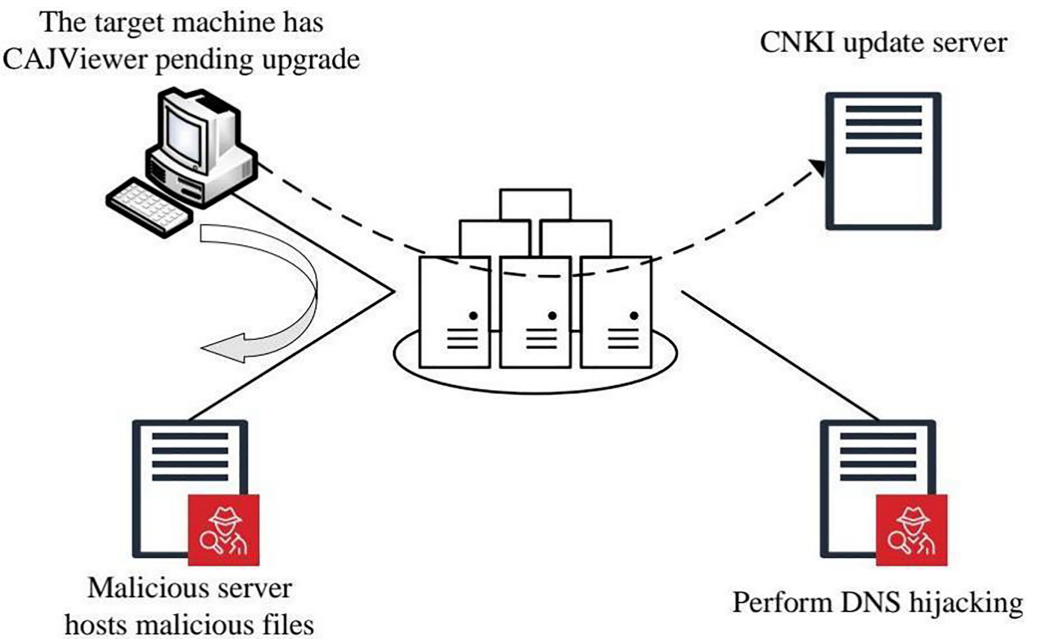 The target machine has
CAJViewer pending upgrade
CNKI update server
Malicious server
hosts malicious files
Perform DNS hijacking